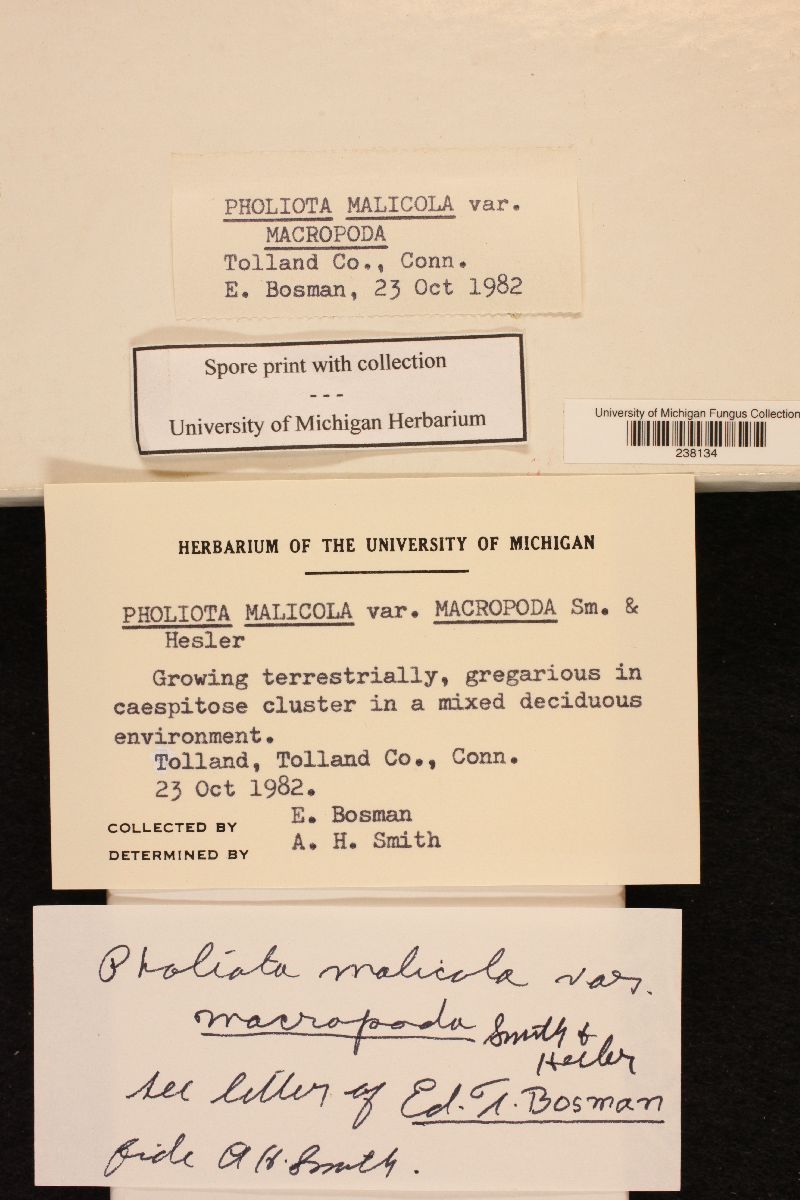 PHOLIOTA MALICOLA var.
MACROPODA
Tolland Co., Conn.
E. Bosman, 23 Oct 1982
Spore print with collection
- - -
University of Michigan Herbarium
University of Michigan Fungus Collection
238134
HERBARIUM OF THE UNIVERSITY OF MICHIGAN
PHOLIOTA MALICOLA var. MACROPODA Sm. &
Hesler
Growing terrestrially, gregarious in
caespitose cluster in a mixed deciduous
environment.
Tolland, Tolland Co., Conn.
23 Oct 1982.
COLLECTED BY E. Bosman
DETERMINED BY A. H. Smith
Pholiota malicola var.
macropoda Smith &
Hesler
see letter of Ed. T. Bosman
fide A H. Smith.